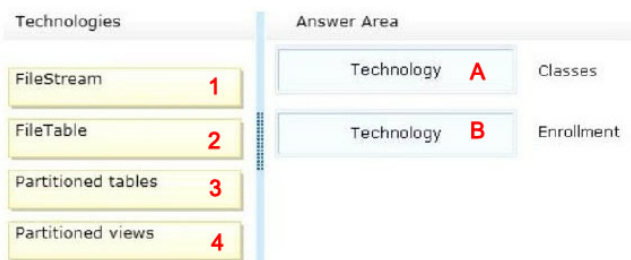 Technologies
Answer Area
FileStream 1
FileTable 2
Partitioned tables 3
Partitioned views 4
Technology A Classes
Technology B Enrollment